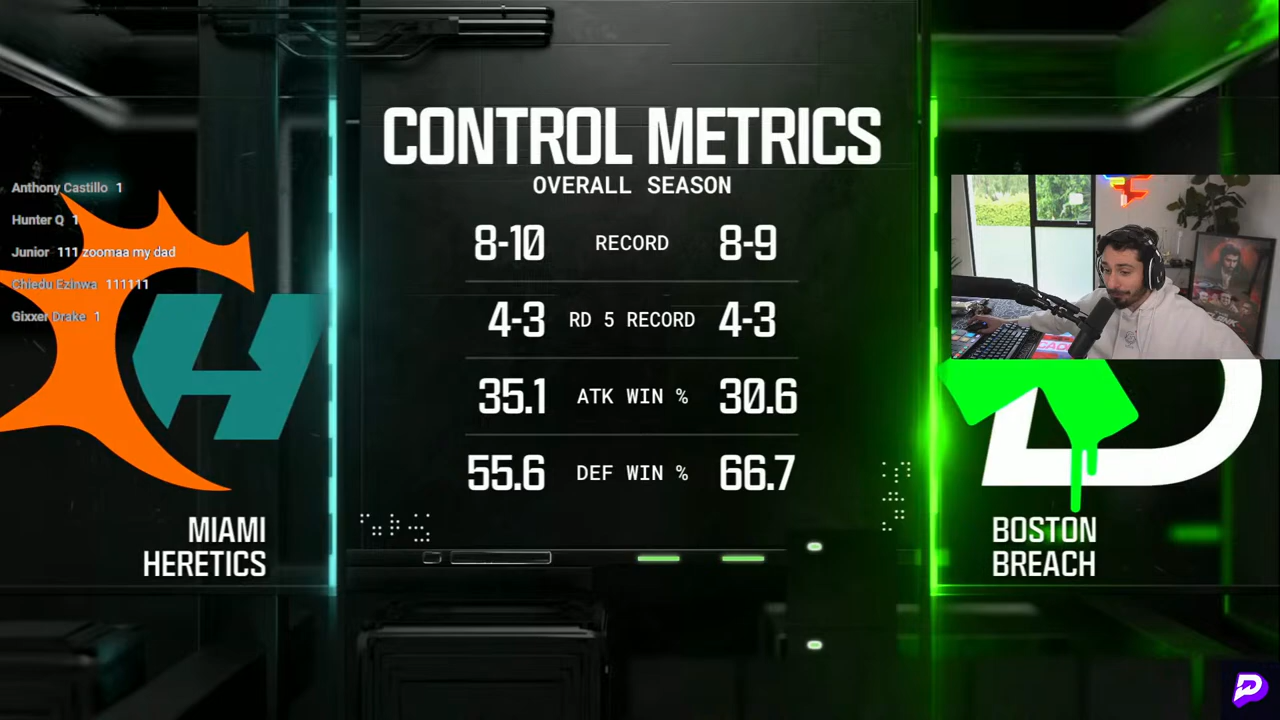 CONTROL METRICS
OVERALL SEASON
8-10 RECORD 8-9
4-3 RD 5 RECORD 4-3
35.1 ATK WIN % 30.6
55.6 DEF WIN % 66.7
Anthony Castillo 1
Hunter Q 1
Junior 111 zoomaa my dad
Chiedu Ezinwa 111111
Gixxer Drake 1
H
MIAMI
HERETICS
BOSTON
BREACH